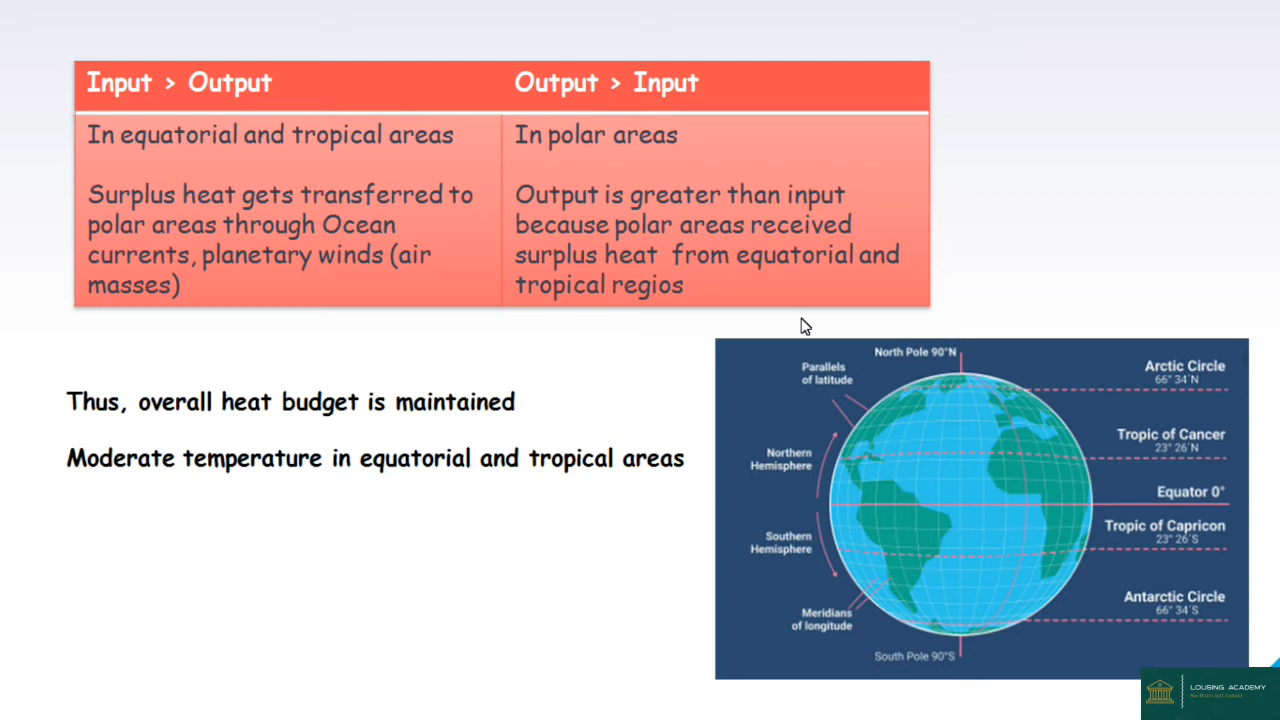 Input > Output
Output > Input
In equatorial and tropical areas
Surplus heat gets transferred to
polar areas through Ocean
currents, planetary winds (air
masses)
In polar areas
Output is greater than input
because polar areas received
surplus heat from equatorial and
tropical regios
Thus, overall heat budget is maintained
Moderate temperature in equatorial and tropical areas
North Pole 90°N
Parallels
of latitude
Northern
Hemisphere
Southern
Hemisphere
Meridians
of longitude
South Pole 90°S
Arctic Circle
66° 34'N
Tropic of Cancer
23° 26'N
Equator 0°
Tropic of Capricon
23° 26'S
Antarctic Circle
66° 34'S
LOUSING ACADEMY